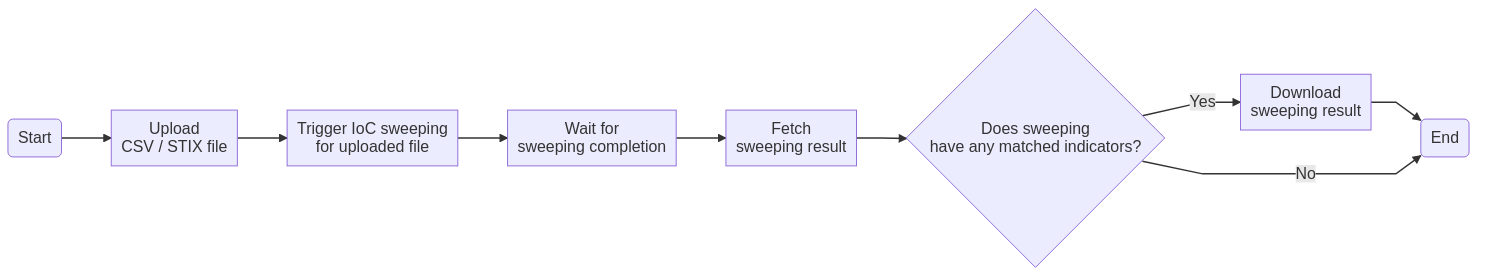 Start
Upload
CSV / STIX file
Trigger IoC sweeping
for uploaded file
Wait for
sweeping completion
Fetch
sweeping result
Does sweeping
have any matched indicators?
Yes
Download
sweeping result
No
End